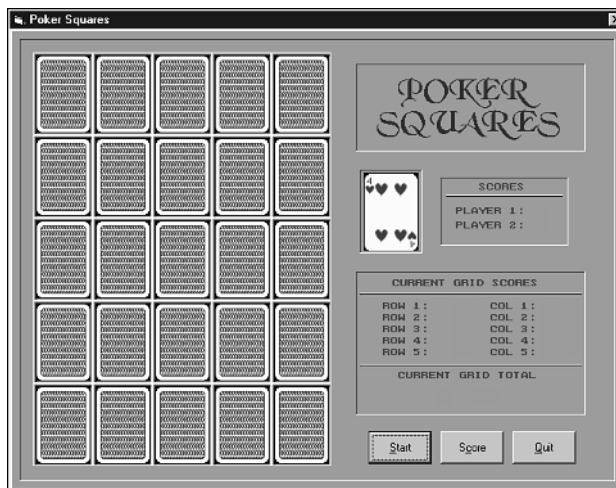 Poker Squares
POKER
SQUARES
4
SCORES
PLAYER 1:
PLAYER 2:
4
CURRENT GRID SCORES
ROW 1: COL 1:
ROW 2: COL 2:
ROW 3: COL 3:
ROW 4: COL 4:
ROW 5: COL 5:
CURRENT GRID TOTAL
Start Score Quit